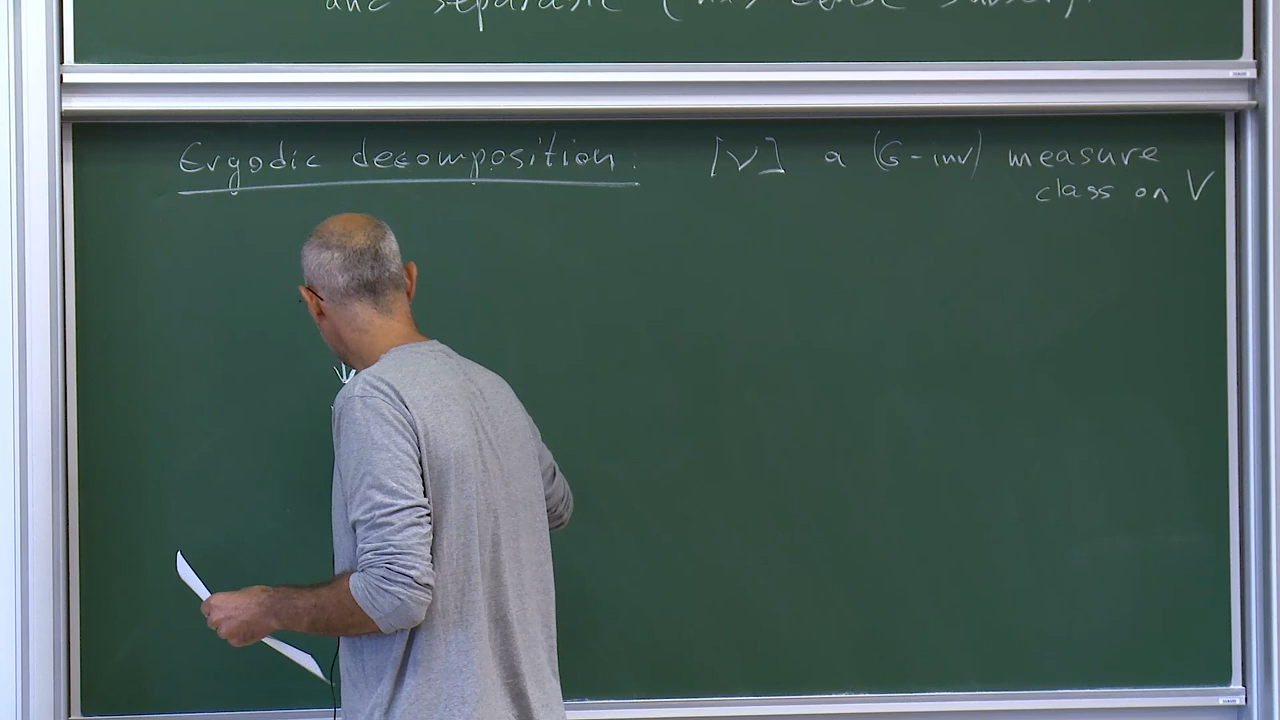 and separable (has dense subset).
Ergodic decomposition: [ν] a (G-inv) measure
class on V